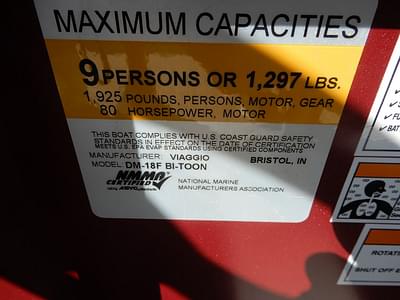 MAXIMUM CAPACITIES
9 PERSONS OR 1,297 LBS.
1,925 POUNDS, PERSONS, MOTOR, GEAR
80 HORSEPOWER, MOTOR
THIS BOAT COMPLIES WITH U.S. COAST GUARD SAFETY
STANDARDS IN EFFECT ON THE DATE OF CERTIFICATION
MEETS U.S. EPA EVAP STANDARDS USING CERTIFIED COMPONENTS
MANUFACTURER: VIAGGIO BRISTOL, IN
MODEL: DM-18F BI-TOON
NMMA
CERTIFIED
NATIONAL MARINE
MANUFACTURERS ASSOCIATION
ROTATI
SHUT OFF E